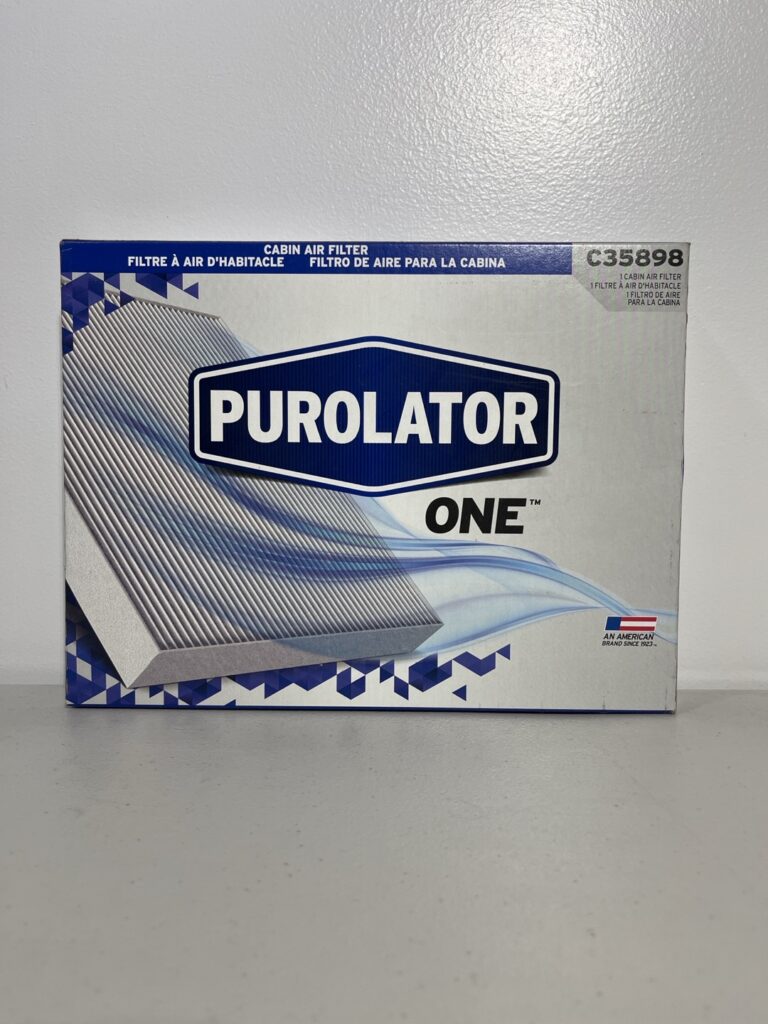 CABIN AIR FILTER
FILTRE À AIR D'HABITACLE FILTRO DE AIRE PARA LA CABINA
C35898
1 CABIN AIR FILTER
1 FILTRE À AIR D'HABITACLE
1 FILTRO DE AIRE
PARA LA CABINA
PUROLATOR
ONE™
AN AMERICAN
BRAND SINCE 1923™